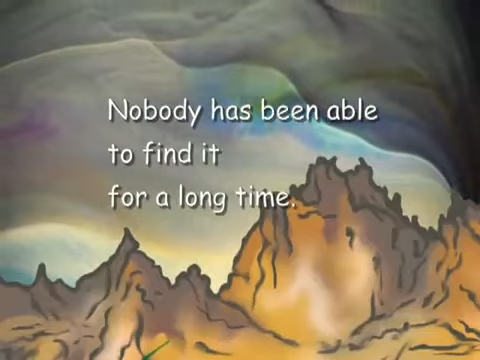 Nobody has been able
to find it
for a long time.